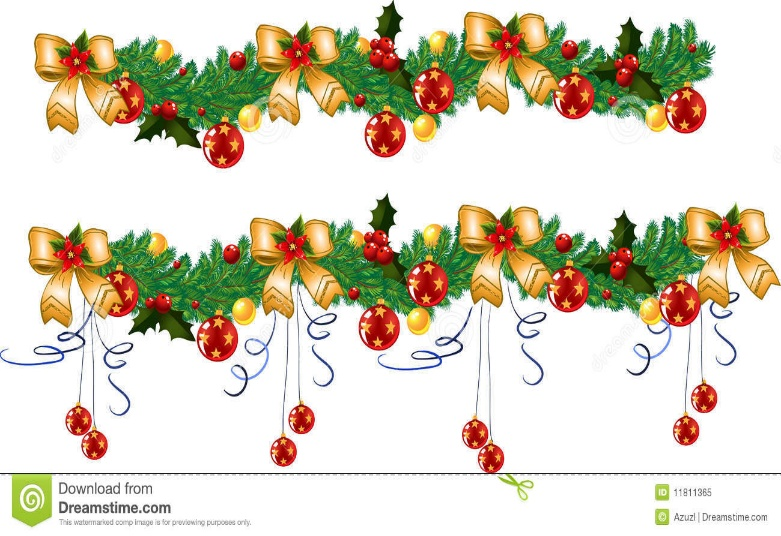 Download from
Dreamstime.com
This watermarked comp image is for previewing purposes only.
ID 11811365
© Azuzl | Dreamstime.com